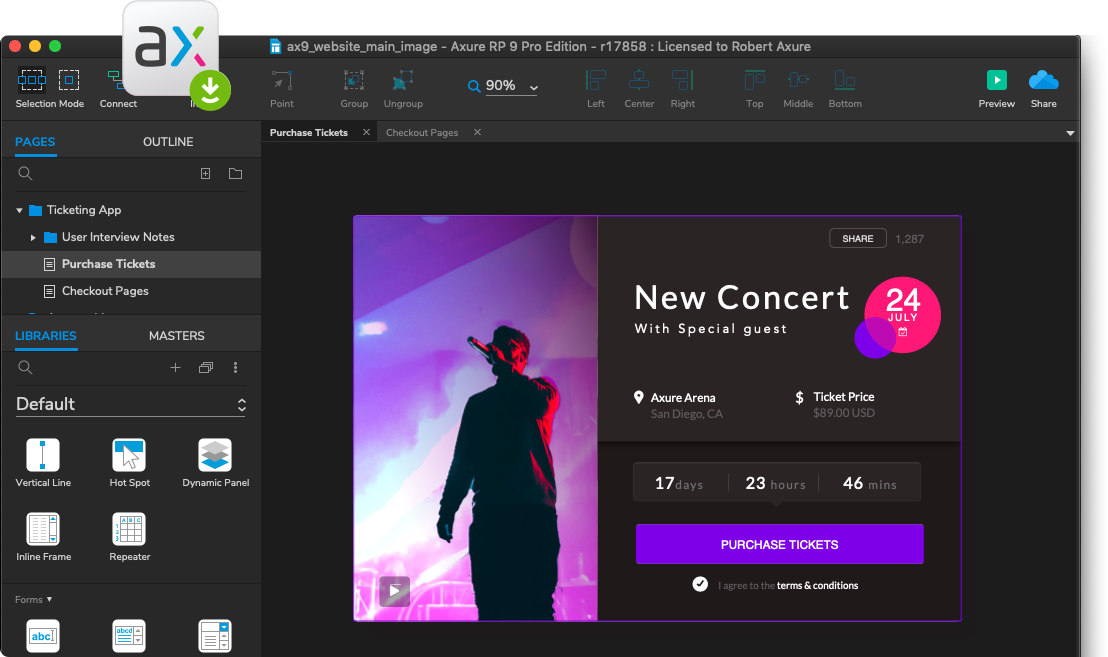 ax
ax9_website_main_image - Axure RP 9 Pro Edition - r17858 : Licensed to Robert Axure
90%
Selection Mode Connect Point Group Ungroup Left Center Right Top Middle Bottom Preview Share
Purchase Tickets Checkout Pages
PAGES OUTLINE
Ticketing App
User Interview Notes
Purchase Tickets
Checkout Pages
LIBRARIES MASTERS
Default
Vertical Line Hot Spot Dynamic Panel
Inline Frame Repeater
Forms
abc
abcd
SHARE 1,287
New Concert
With Special guest
24
JULY
Axure Arena
San Diego, CA
$ Ticket Price
$89.00 USD
17 days 23 hours 46 mins
PURCHASE TICKETS
I agree to the terms & conditions